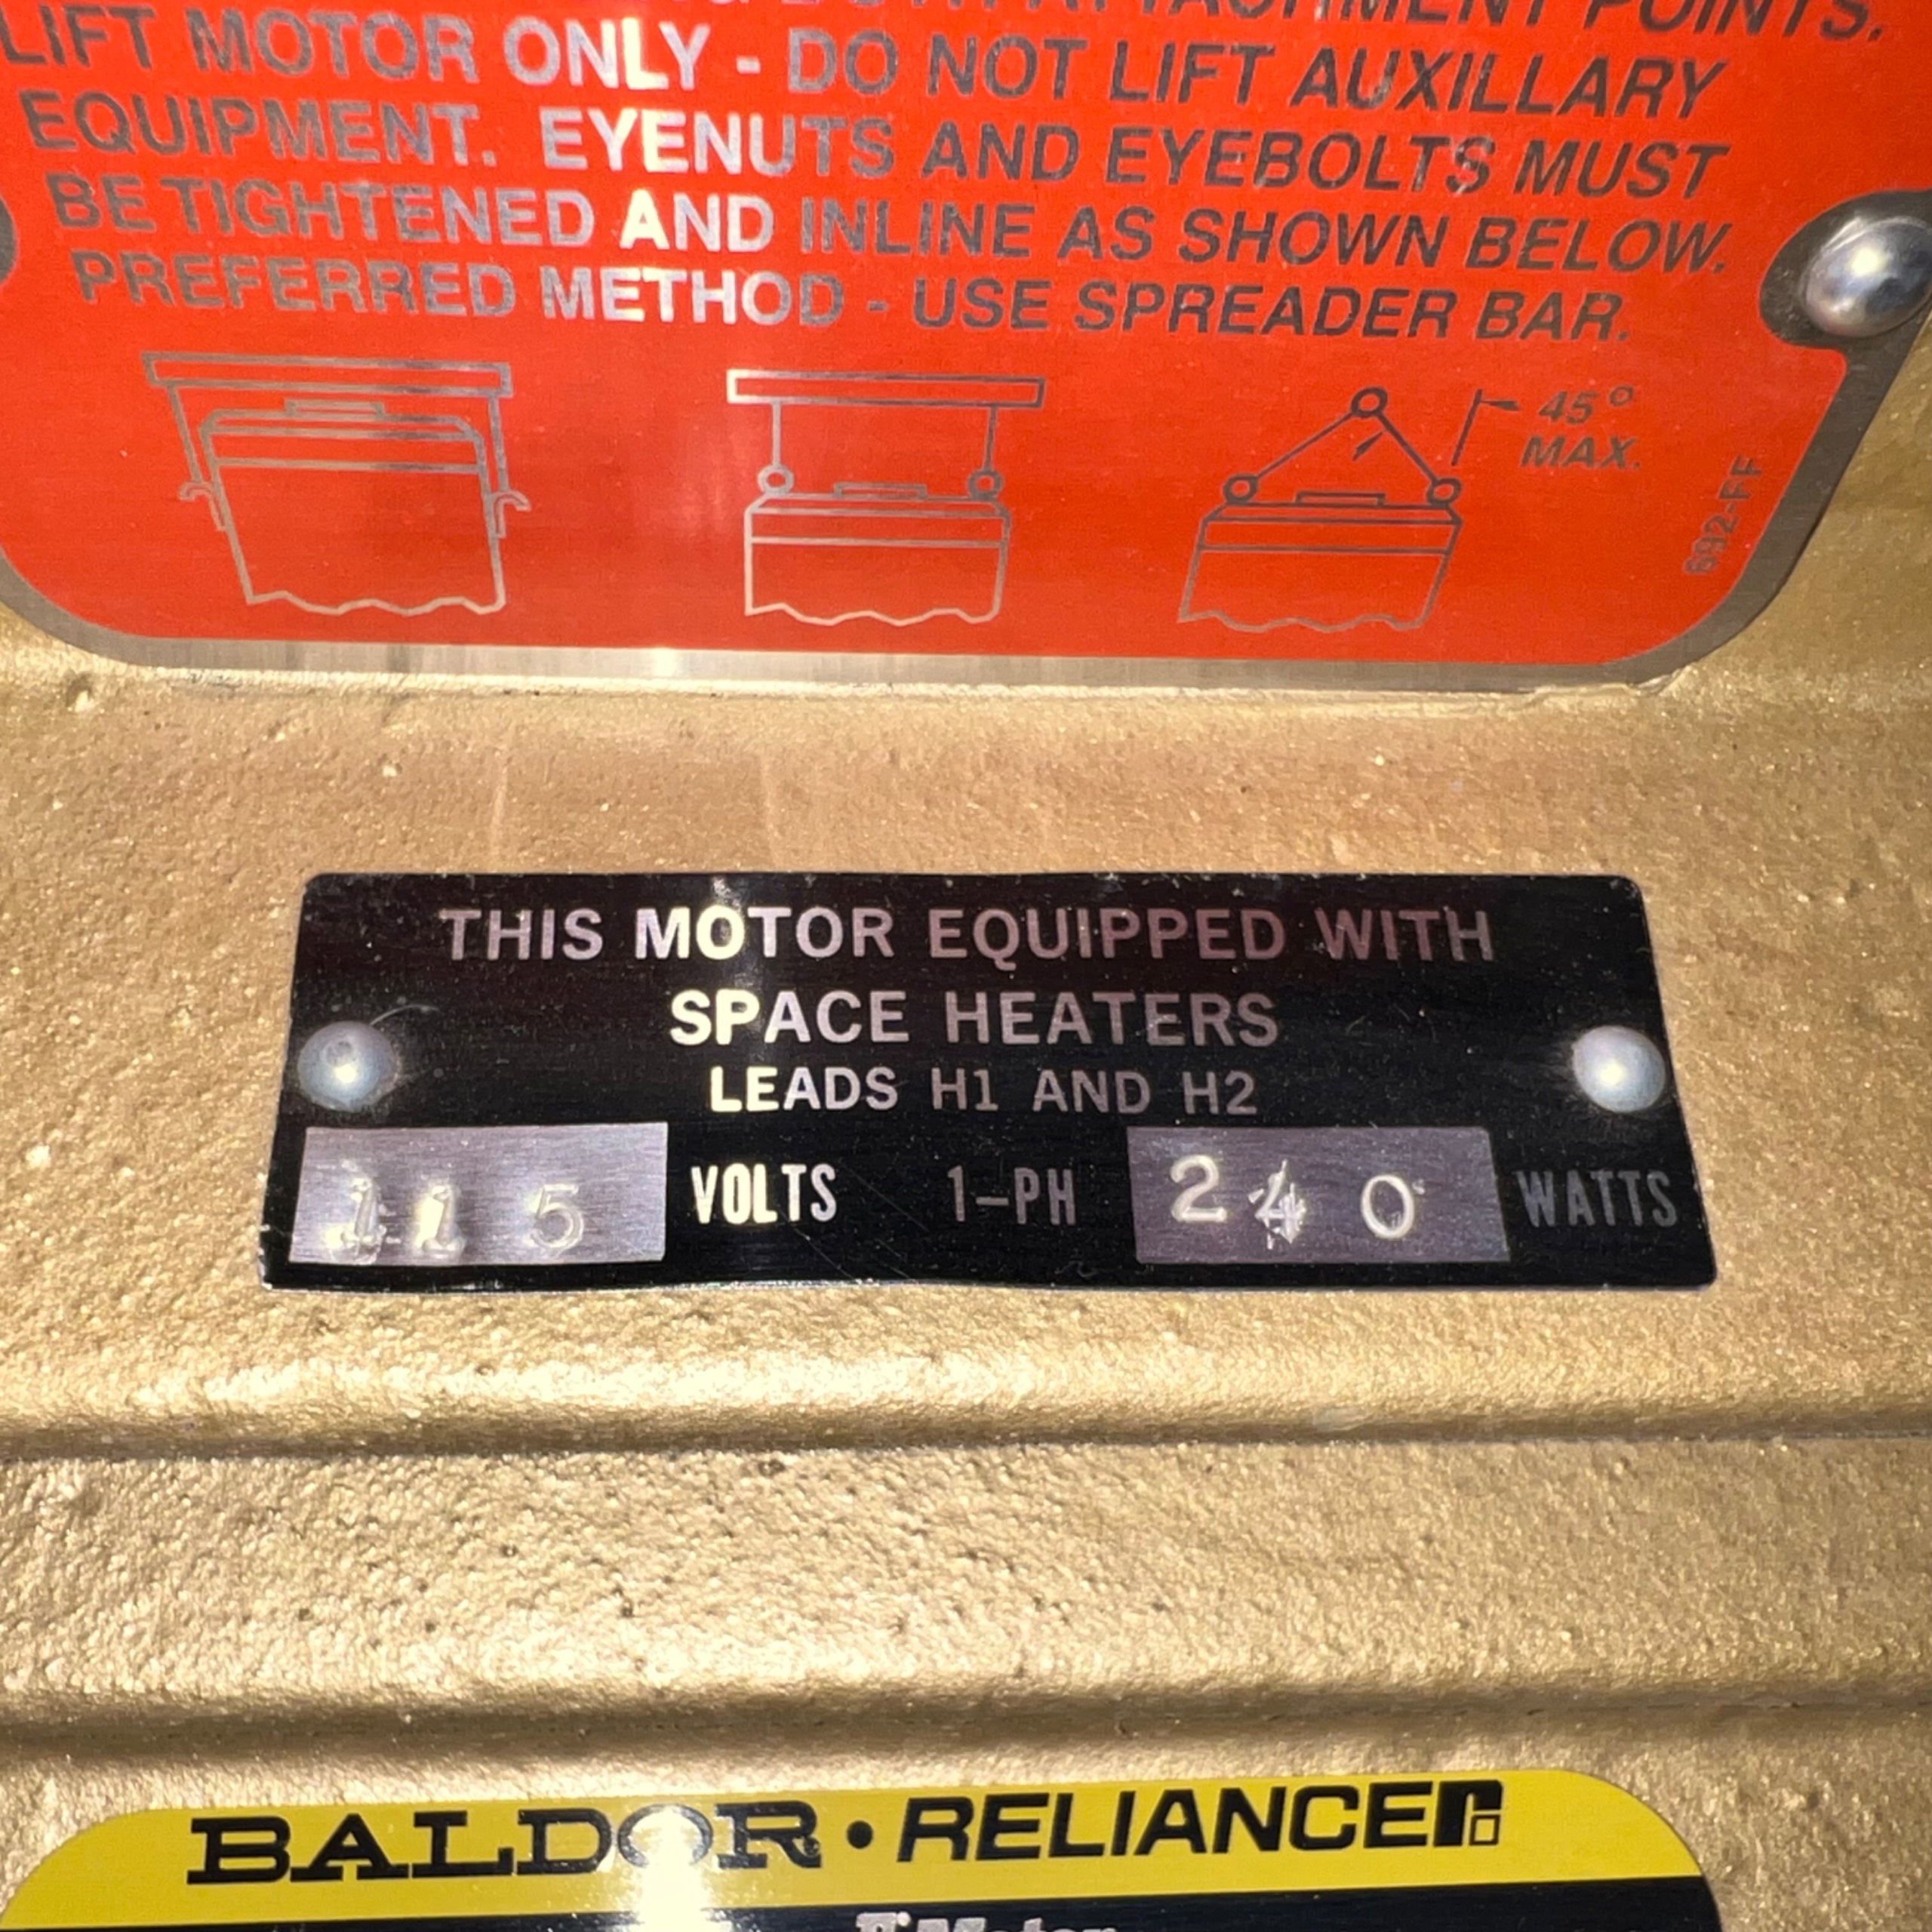 ATTACHMENT POINTS.
LIFT MOTOR ONLY - DO NOT LIFT AUXILLARY
EQUIPMENT. EYENUTS AND EYEBOLTS MUST
BE TIGHTENED AND INLINE AS SHOWN BELOW.
PREFERRED METHOD - USE SPREADER BAR.
45°
MAX.
692-FF
THIS MOTOR EQUIPPED WITH
SPACE HEATERS
LEADS H1 AND H2
115 VOLTS 1-PH 240 WATTS
BALDOR • RELIANCE